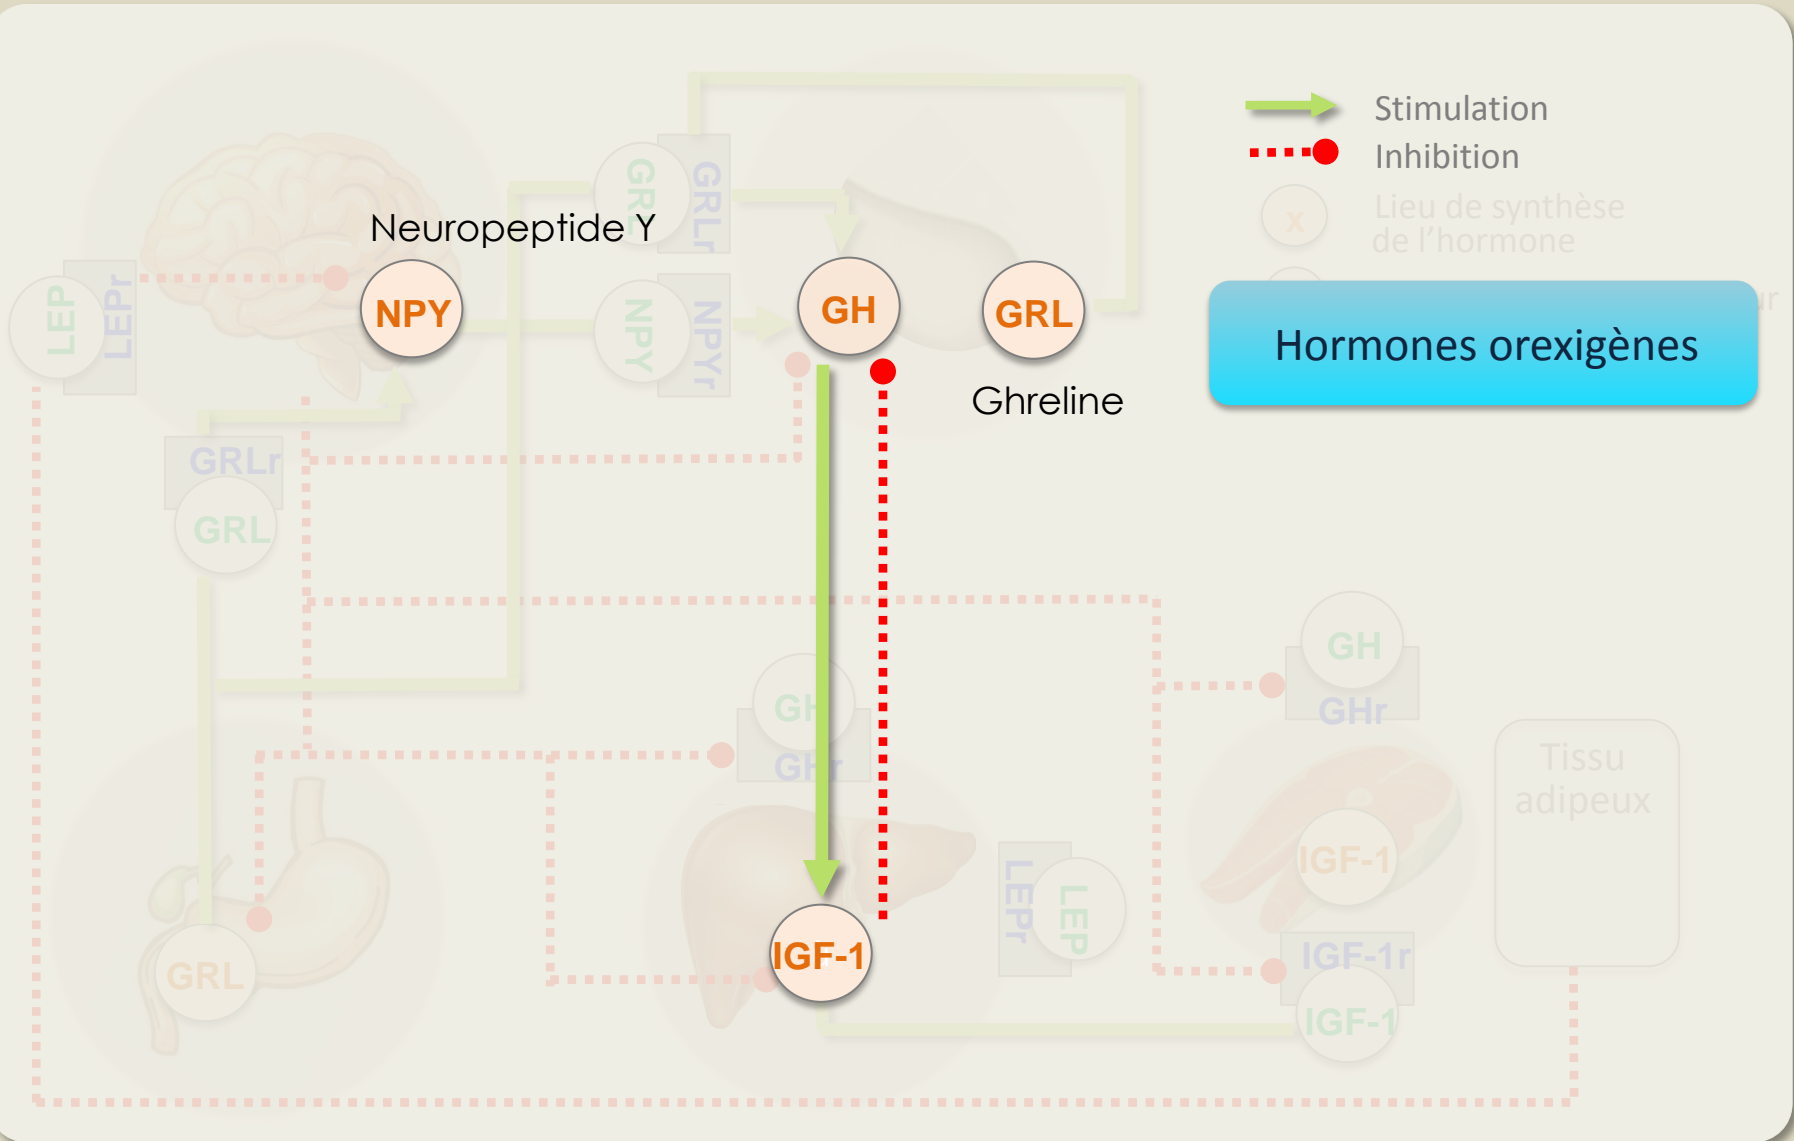 Stimulation
Inhibition
x
Lieu de synthèse
de l'hormone
ur
Hormones orexigènes
GRL
GRLr
Neuropeptide Y
LEP
LEPr
NPY
NPY
NPYr
GH
GRL
Ghreline
GRLr
GRL
GH
GHr
GH
GHr
Tissu
adipeux
IGF-1
LEPr
LEP
GRL
IGF-1
IGF-1r
IGF-1